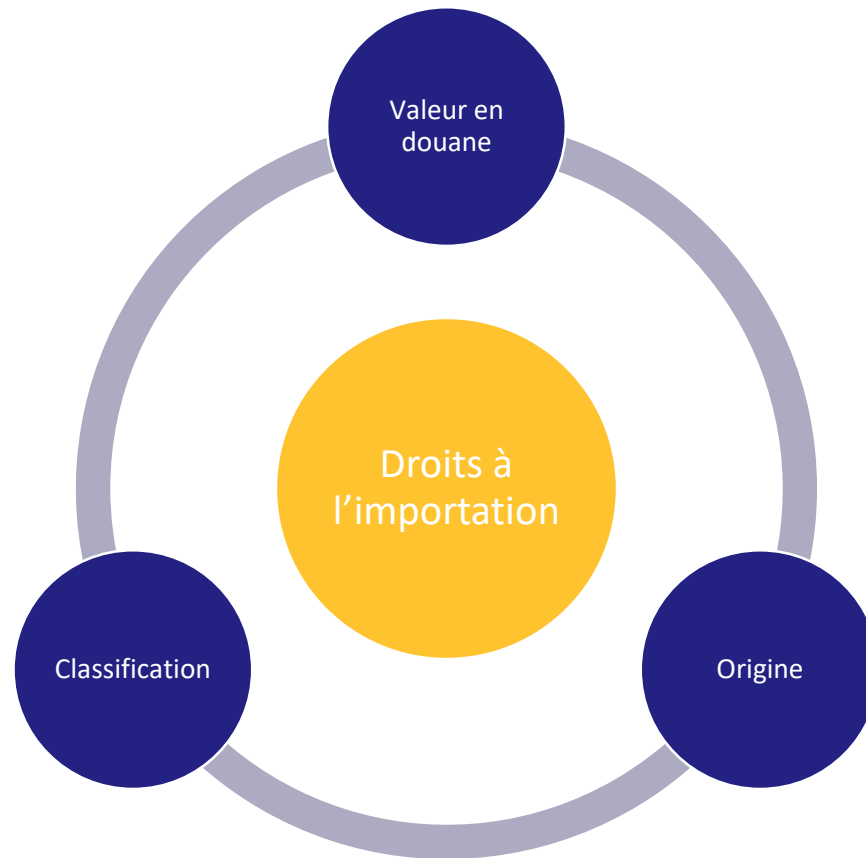 Valeur en
douane
Droits à
l’importation
Classification
Origine